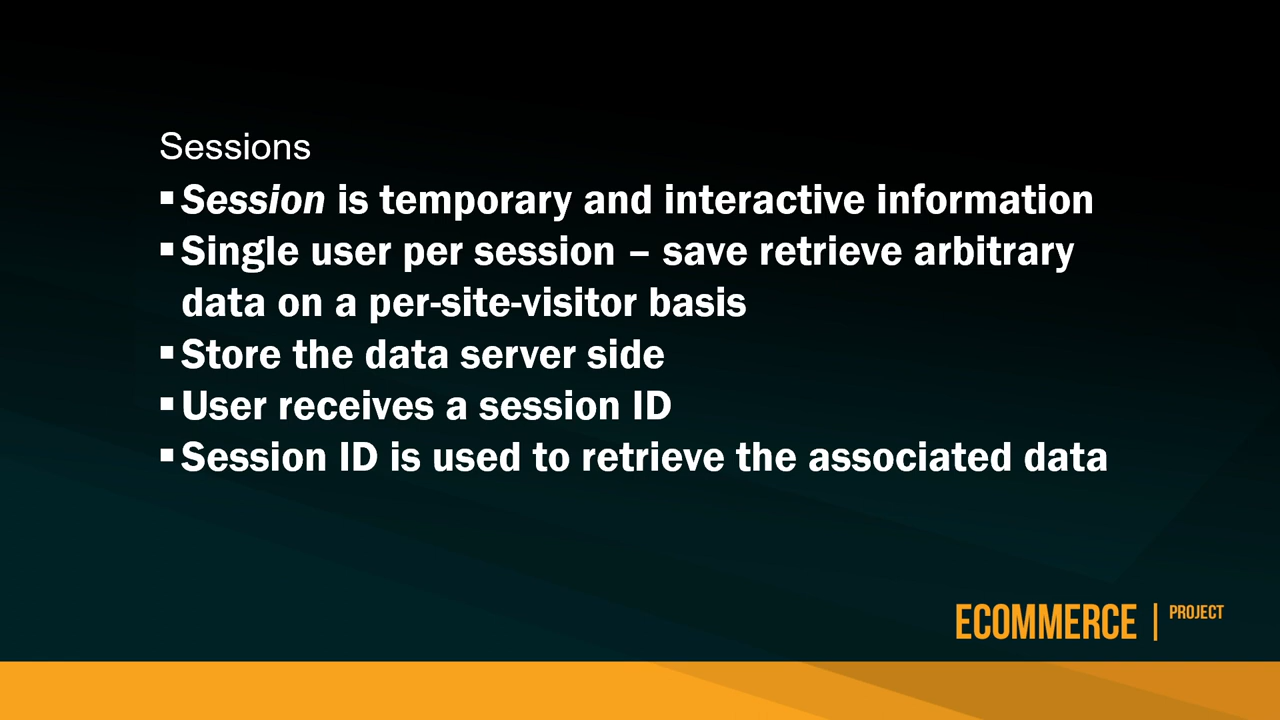 Sessions
▪Session is temporary and interactive information
▪Single user per session – save retrieve arbitrary
data on a per-site-visitor basis
▪Store the data server side
▪User receives a session ID
▪Session ID is used to retrieve the associated data
ECOMMERCE | PROJECT